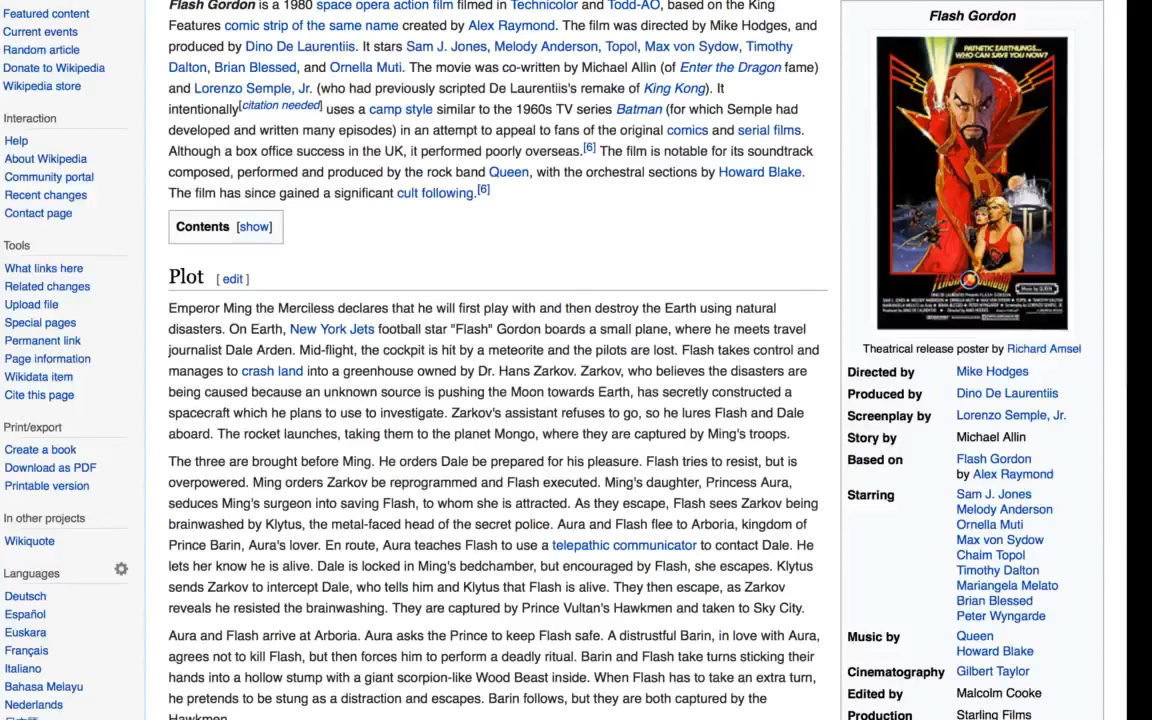 Featured content
Current events
Random article
Donate to Wikipedia
Wikipedia store
Interaction
Help
About Wikipedia
Community portal
Recent changes
Contact page
Tools
What links here
Related changes
Upload file
Special pages
Permanent link
Page information
Wikidata item
Cite this page
Print/export
Create a book
Download as PDF
Printable version
In other projects
Wikiquote
Languages
Deutsch
Español
Euskara
Français
Italiano
Bahasa Melayu
Nederlands
Flash Gordon is a 1980 space opera action film filmed in Technicolor and Todd-AO, based on the King
Features comic strip of the same name created by Alex Raymond. The film was directed by Mike Hodges, and
produced by Dino De Laurentiis. It stars Sam J. Jones, Melody Anderson, Topol, Max von Sydow, Timothy
Dalton, Brian Blessed, and Ornella Muti. The movie was co-written by Michael Allin (of Enter the Dragon fame)
and Lorenzo Semple, Jr. (who had previously scripted De Laurentiis's remake of King Kong). It
intentionally[citation needed] uses a camp style similar to the 1960s TV series Batman (for which Semple had
developed and written many episodes) in an attempt to appeal to fans of the original comics and serial films.
Although a box office success in the UK, it performed poorly overseas.[6] The film is notable for its soundtrack
composed, performed and produced by the rock band Queen, with the orchestral sections by Howard Blake.
The film has since gained a significant cult following.[6]
Contents [show]
Plot [ edit ]
Emperor Ming the Merciless declares that he will first play with and then destroy the Earth using natural
disasters. On Earth, New York Jets football star "Flash" Gordon boards a small plane, where he meets travel
journalist Dale Arden. Mid-flight, the cockpit is hit by a meteorite and the pilots are lost. Flash takes control and
manages to crash land into a greenhouse owned by Dr. Hans Zarkov. Zarkov, who believes the disasters are
being caused because an unknown source is pushing the Moon towards Earth, has secretly constructed a
spacecraft which he plans to use to investigate. Zarkov's assistant refuses to go, so he lures Flash and Dale
aboard. The rocket launches, taking them to the planet Mongo, where they are captured by Ming's troops.
The three are brought before Ming. He orders Dale be prepared for his pleasure. Flash tries to resist, but is
overpowered. Ming orders Zarkov be reprogrammed and Flash executed. Ming's daughter, Princess Aura,
seduces Ming's surgeon into saving Flash, to whom she is attracted. As they escape, Flash sees Zarkov being
brainwashed by Klytus, the metal-faced head of the secret police. Aura and Flash flee to Arboria, kingdom of
Prince Barin, Aura's lover. En route, Aura teaches Flash to use a telepathic communicator to contact Dale. He
lets her know he is alive. Dale is locked in Ming's bedchamber, but encouraged by Flash, she escapes. Klytus
sends Zarkov to intercept Dale, who tells him and Klytus that Flash is alive. They then escape, as Zarkov
reveals he resisted the brainwashing. They are captured by Prince Vultan's Hawkmen and taken to Sky City.
Aura and Flash arrive at Arboria. Aura asks the Prince to keep Flash safe. A distrustful Barin, in love with Aura,
agrees not to kill Flash, but then forces him to perform a deadly ritual. Barin and Flash take turns sticking their
hands into a hollow stump with a giant scorpion-like Wood Beast inside. When Flash has to take an extra turn,
he pretends to be stung as a distraction and escapes. Barin follows, but they are both captured by the
Hawkmen.
Flash Gordon
PATHETIC EARTHLINGS...
WHO CAN SAVE YOU NOW?
FLASH GORDON
Music by QUEEN
Theatrical release poster by Richard Amsel
Directed by Mike Hodges
Produced by Dino De Laurentiis
Screenplay by Lorenzo Semple, Jr.
Story by Michael Allin
Based on Flash Gordon
by Alex Raymond
Starring Sam J. Jones
Melody Anderson
Ornella Muti
Max von Sydow
Chaim Topol
Timothy Dalton
Mariangela Melato
Brian Blessed
Peter Wyngarde
Music by Queen
Howard Blake
Cinematography Gilbert Taylor
Edited by Malcolm Cooke
Production Starling Films